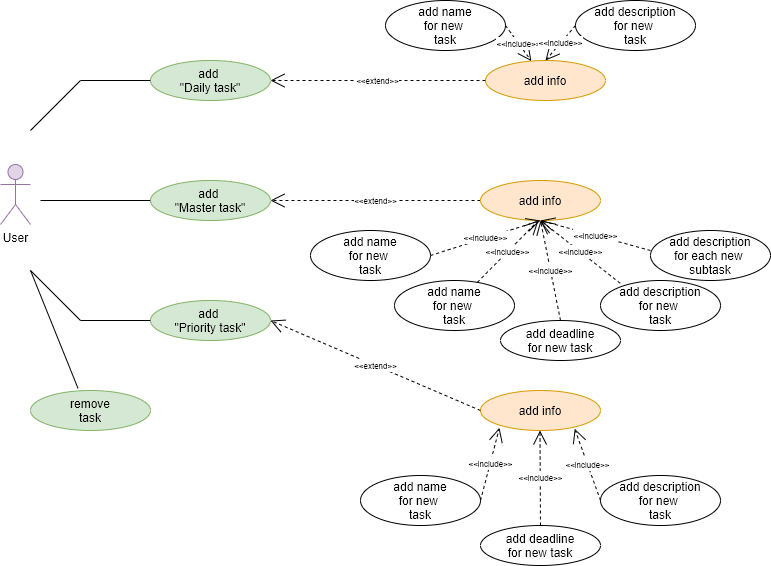 add name
for new
task
add description
for new
task
<<include>>
<<include>>
add
"Daily task"
<<extend>>
add info
User
add
"Master task"
<<extend>>
add info
add name
for new
task
<<include>>
<<include>>
<<include>>
<<include>>
<<include>>
add description
for each new
subtask
add name
for new
task
add description
for new
task
add
"Priority task"
add deadline
for new task
<<extend>>
remove
task
add info
<<include>>
<<include>>
<<include>>
add name
for new
task
add description
for new
task
add deadline
for new task